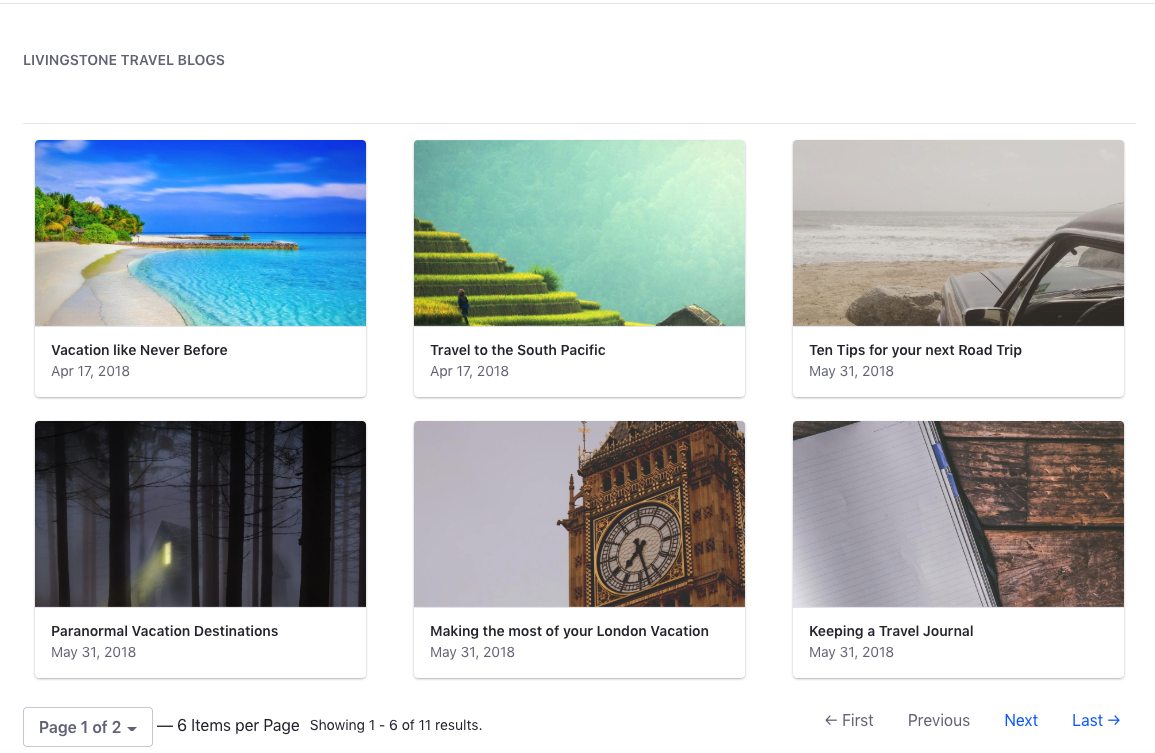 LIVINGSTONE TRAVEL BLOGS
Vacation like Never Before
Apr 17, 2018
Travel to the South Pacific
Apr 17, 2018
Ten Tips for your next Road Trip
May 31, 2018
Paranormal Vacation Destinations
May 31, 2018
Making the most of your London Vacation
May 31, 2018
Keeping a Travel Journal
May 31, 2018
Page 1 of 2 — 6 Items per Page Showing 1 - 6 of 11 results. ← First Previous Next Last →